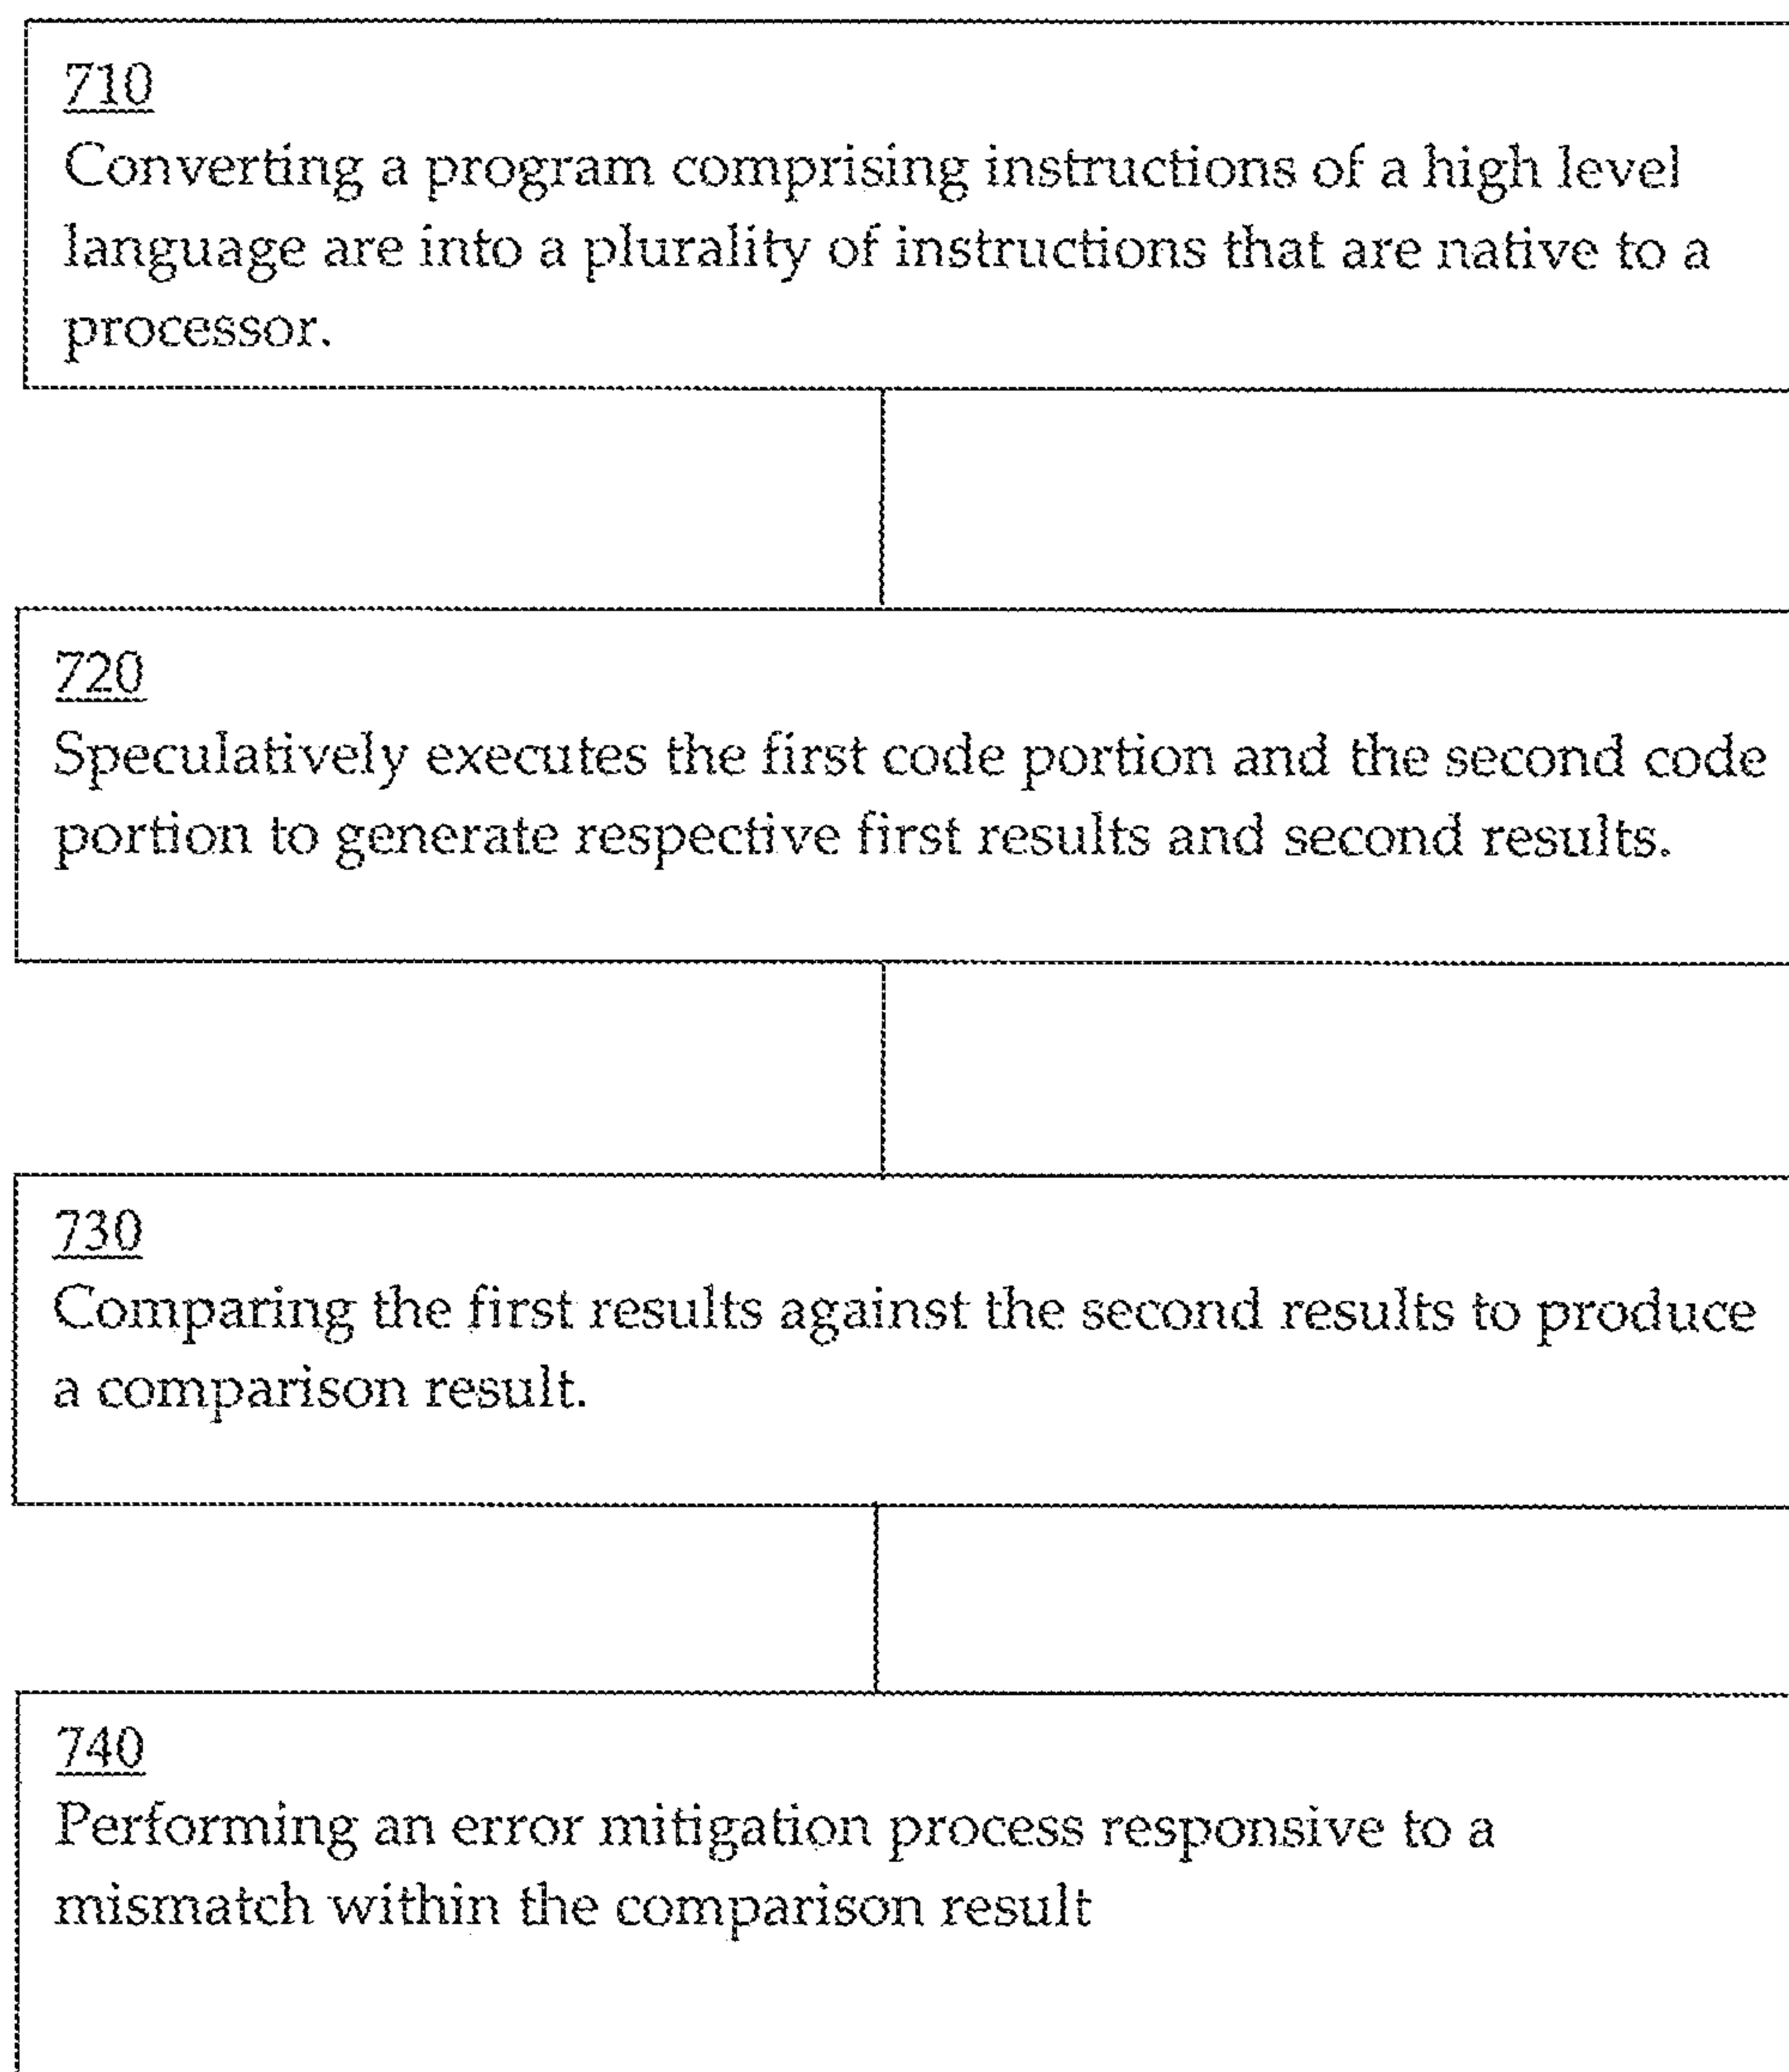 710
Converting a program comprising instructions of a high level
language are into a plurality of instructions that are native to a
processor.
720
Speculatively executes the first code portion and the second code
portion to generate respective first results and second results.
730
Comparing the first results against the second results to produce
a comparison result.
740
Performing an error mitigation process responsive to a
mismatch within the comparison result